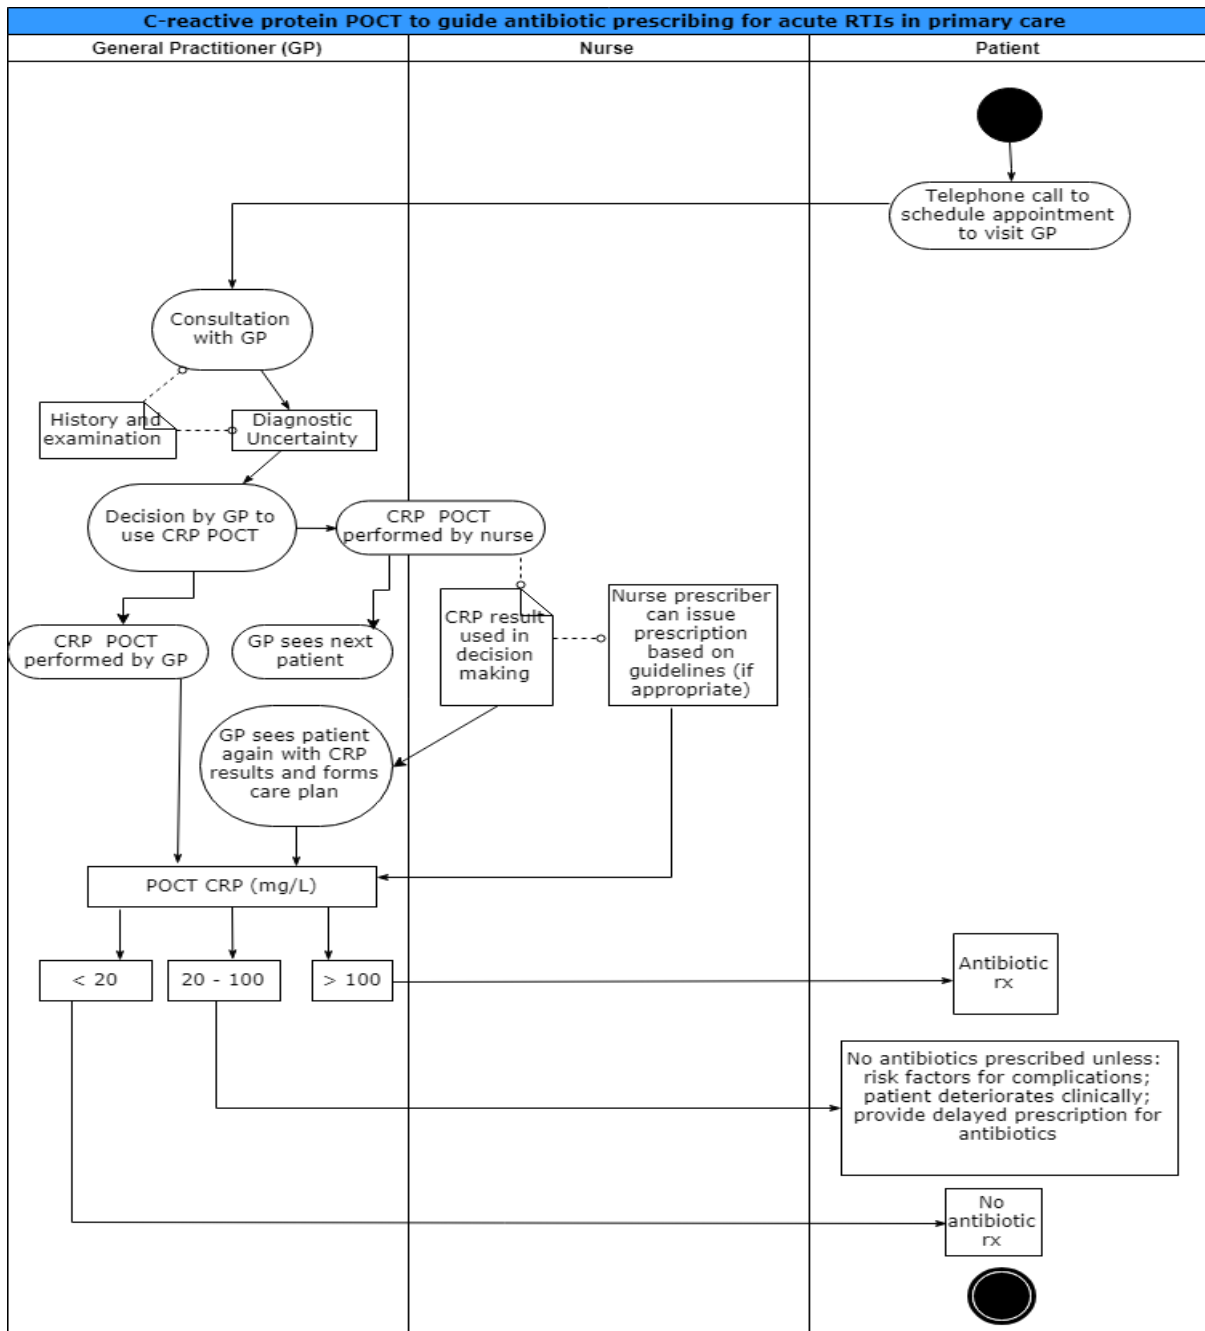 C-reactive protein POCT to guide antibiotic prescribing for acute RTIs in primary care
General Practitioner (GP)
Nurse
Patient
Telephone call to
schedule appointment
to visit GP
Consultation
with GP
History and
examination
Diagnostic
Uncertainty
Decision by GP to
use CRP POCT
CRP POCT
performed by nurse
CRP POCT
performed by GP
GP sees next
patient
CRP result
used in
decision
making
Nurse prescriber
can issue
prescription
based on
guidelines (if
appropriate)
GP sees patient
again with CRP
results and forms
care plan
POCT CRP (mg/L)
< 20
20 - 100
> 100
Antibiotic
rx
No antibiotics prescribed unless:
risk factors for complications;
patient deteriorates clinically;
provide delayed prescription for
antibiotics
No
antibiotic
rx